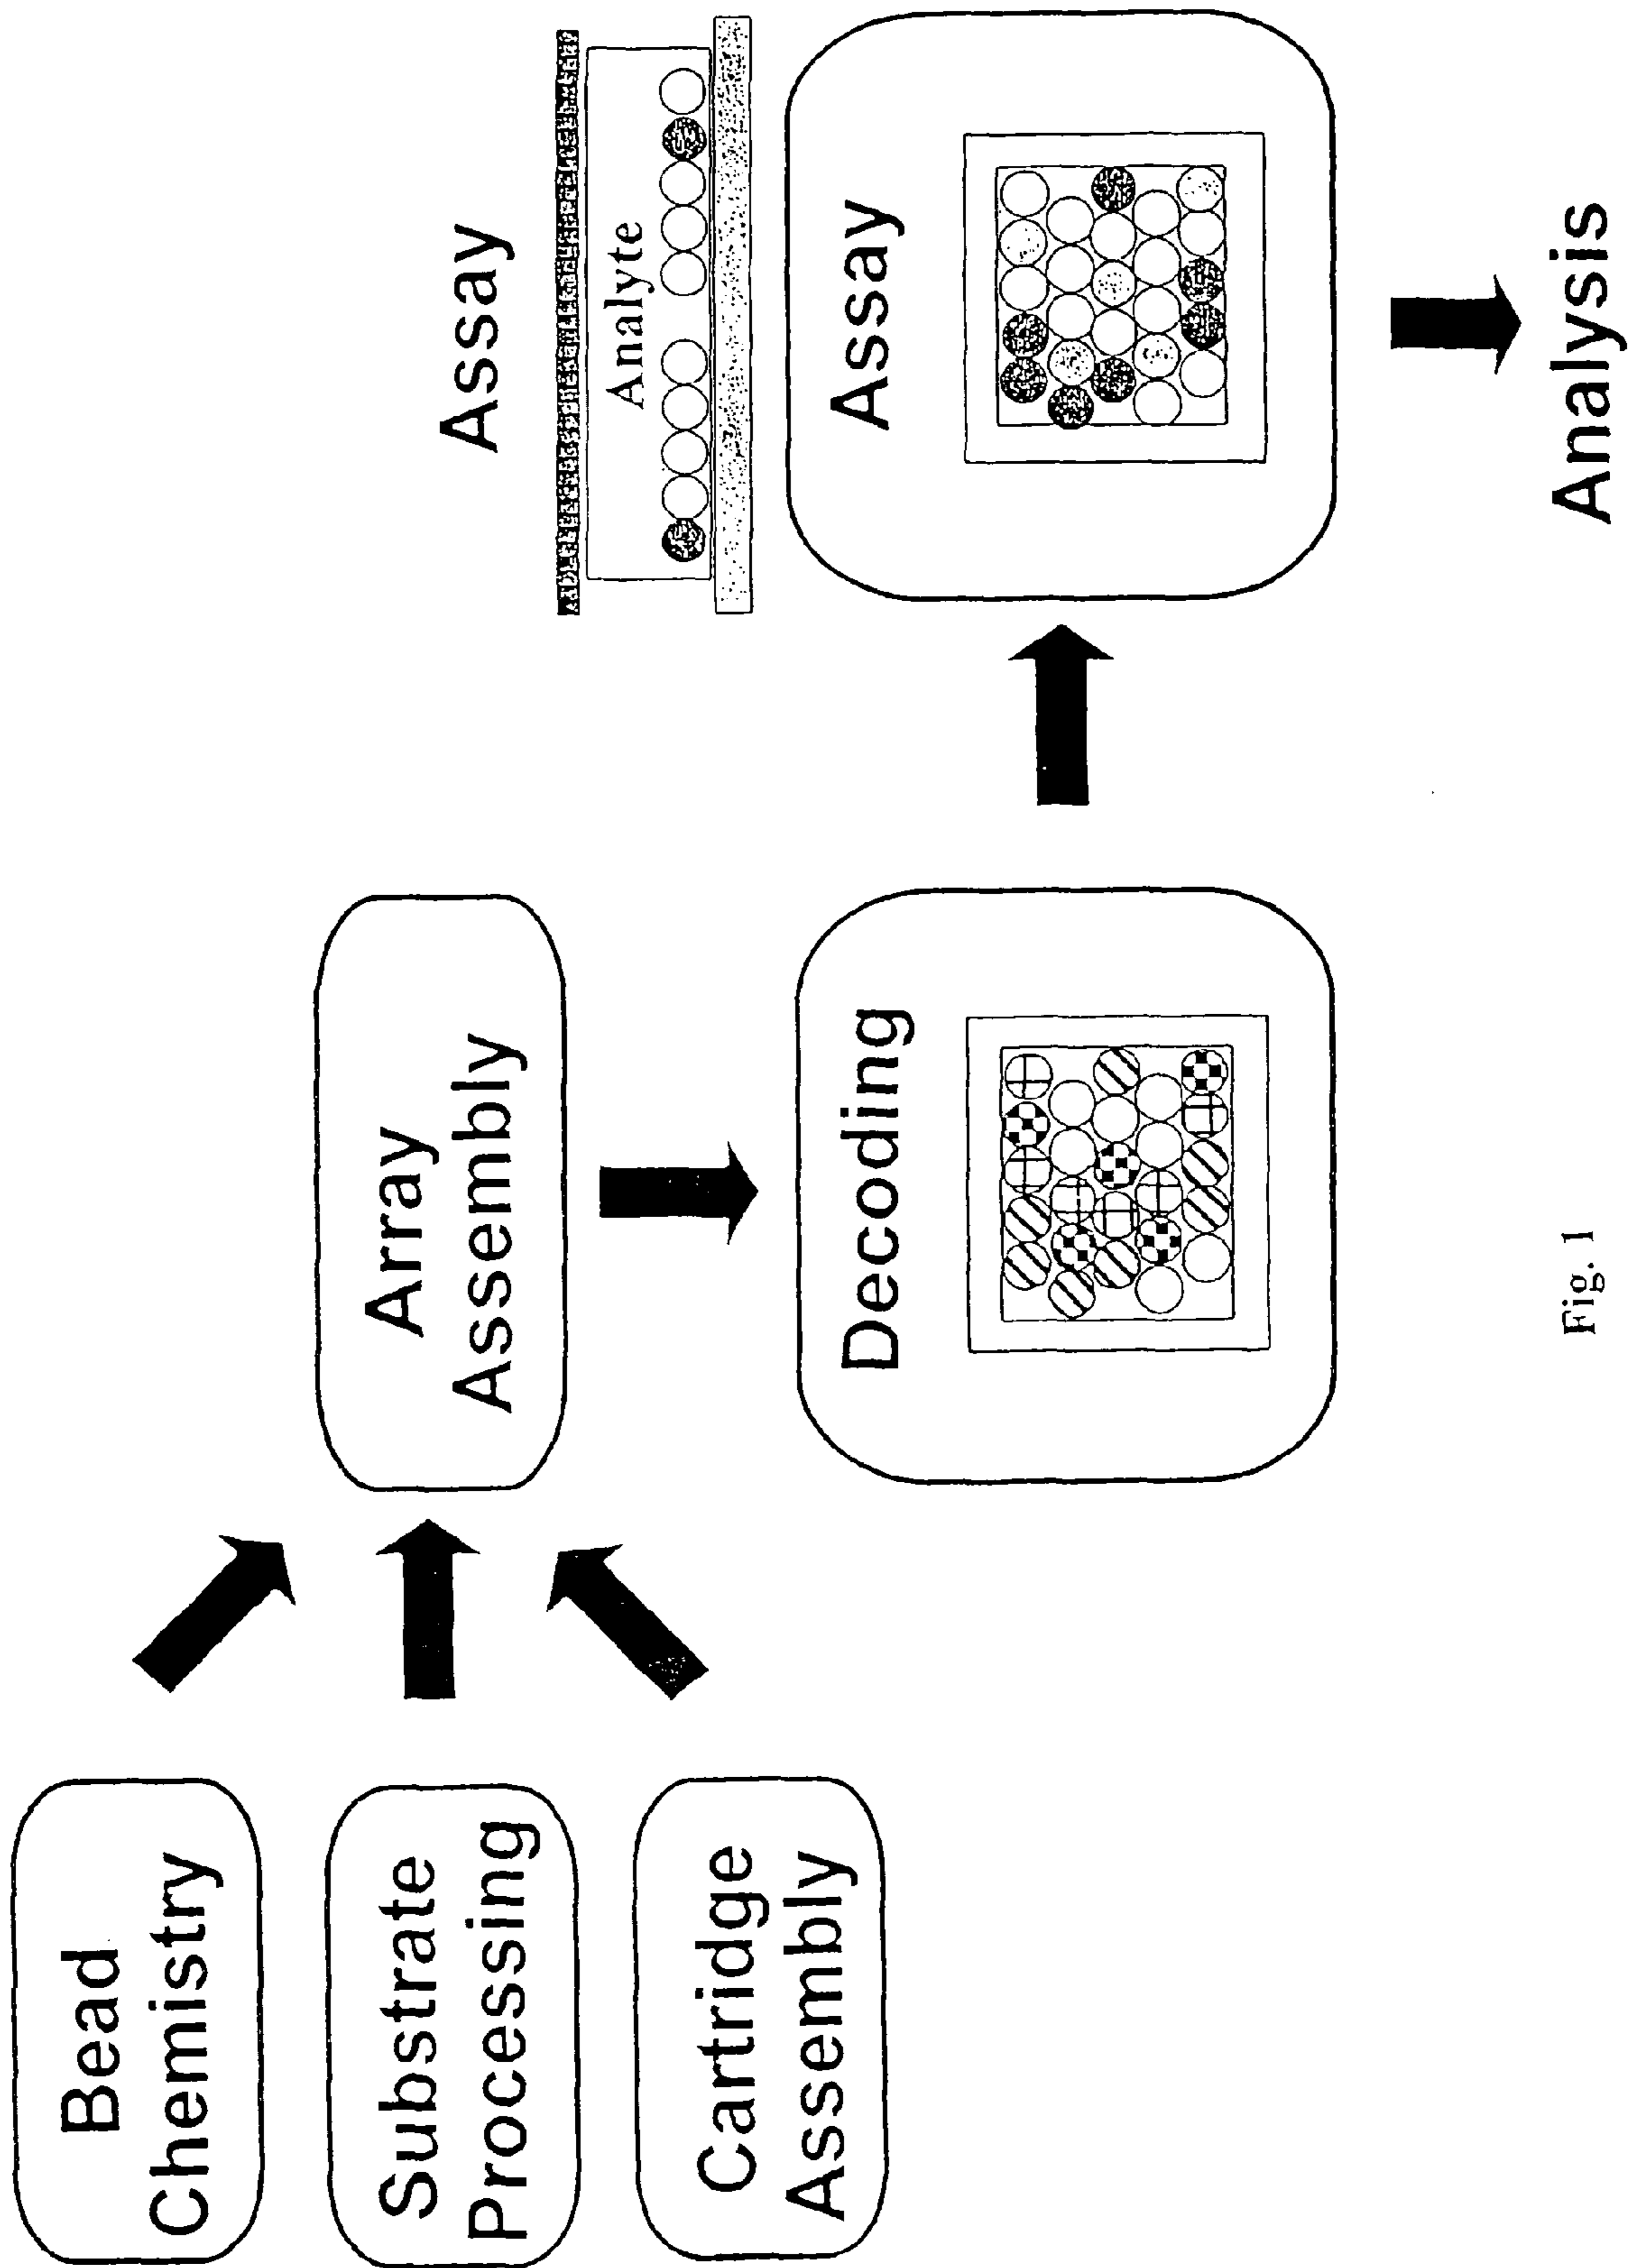 Bead
Chemistry
Substrate
Processing
Cartridge
Assembly
Array
Assembly
Decoding
Assay
Analyte
Assay
Analysis
Fig. 1